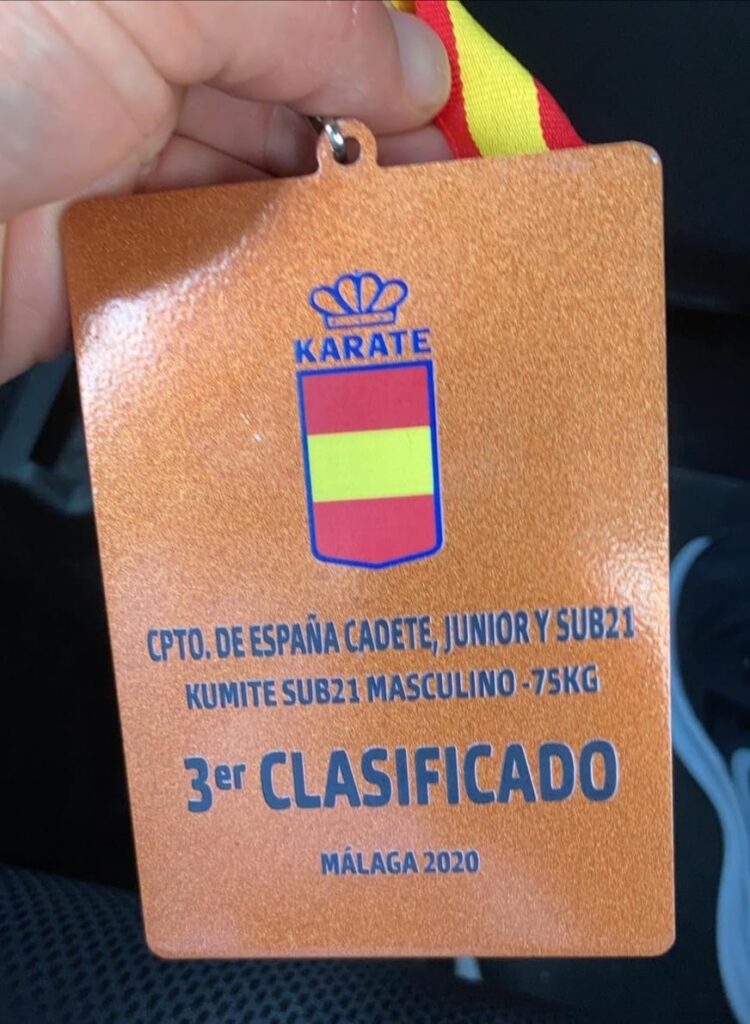 KARATE
CPTO. DE ESPAÑA CADETE, JUNIOR Y SUB21
KUMITE SUB21 MASCULINO -75KG
3er CLASIFICADO
MÁLAGA 2020